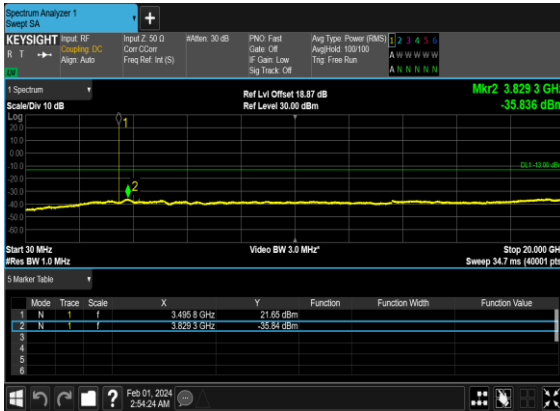 Spectrum Analyzer 1
Swept SA
KEYSIGHT
R T
Input: RF
Coupling: DC
Align: Auto
Input Z: 50 Ω
Corr CCorr
Freq Ref: Int (S)
#Atten: 30 dB
PNO: Fast
Gate: Off
IF Gain: Low
Sig Track: Off
Avg Type: Power (RMS)
Avg|Hold: 100/100
Trig: Free Run
1 2 3 4 5 6
A W W W W W
A N N N N N
1 Spectrum
Scale/Div 10 dB
Ref Lvl Offset 18.87 dB
Ref Level 30.00 dBm
Mkr2 3.829 3 GHz
-35.836 dBm
Log
20.0
10.0
0.00
-10.0
-20.0
-30.0
-40.0
-50.0
-60.0
1
2
DL1 -13.00 dBm
Start 30 MHz
#Res BW 1.0 MHz
Video BW 3.0 MHz*
Stop 20.000 GHz
Sweep 34.7 ms (40001 pts)
5 Marker Table
Mode Trace Scale X Y Function Function Width Function Value
1 N 1 f 3.495 8 GHz 21.65 dBm
2 N 1 f 3.829 3 GHz -35.84 dBm
3
4
5
6
?
Feb 01, 2024
2:54:24 AM